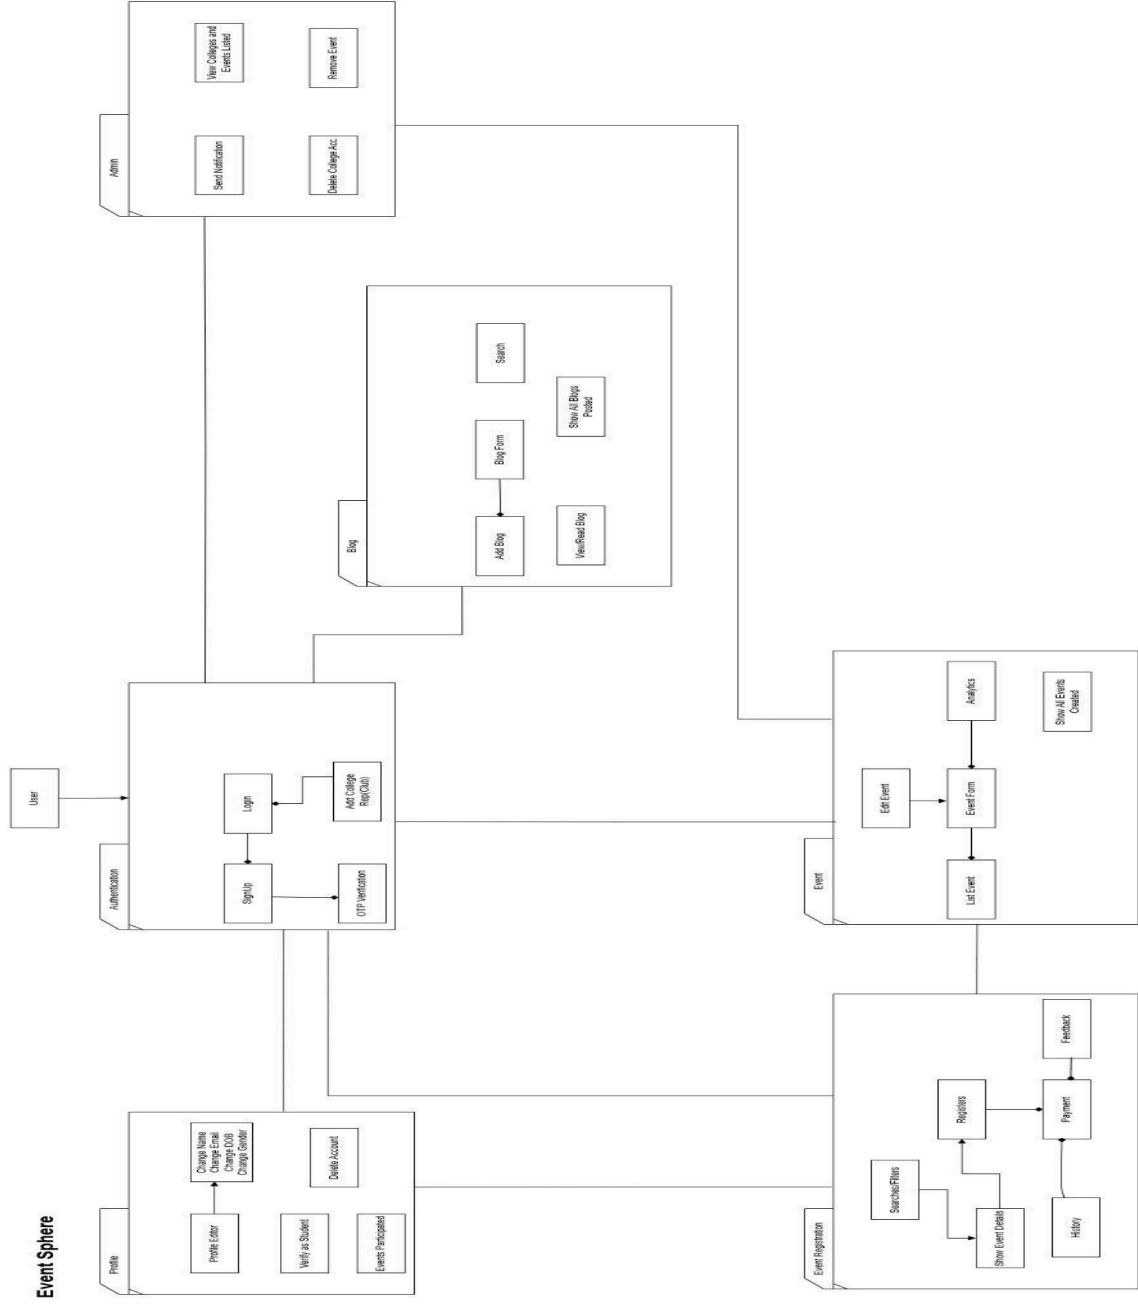 Event Sphere
User
Profile
Profile Editor
Change Name
Change Email
Change DOB
Change Gender
Verify as Student
Delete Account
Events Participated
Authentication
SignUp
Login
OTP Verification
Add College
Rep(Club)
Blog
Add Blog
Blog Form
Search
View/Read Blog
Show All Blogs
Posted
Admin
Send Notification
View Colleges and
Events Listed
Delete College Acc.
Remove Event
Event Registration
Searches/Filters
Show Event Details
Registers
History
Payment
Feedback
Event
Edit Event
List Event
Event Form
Analytics
Show All Events
Created